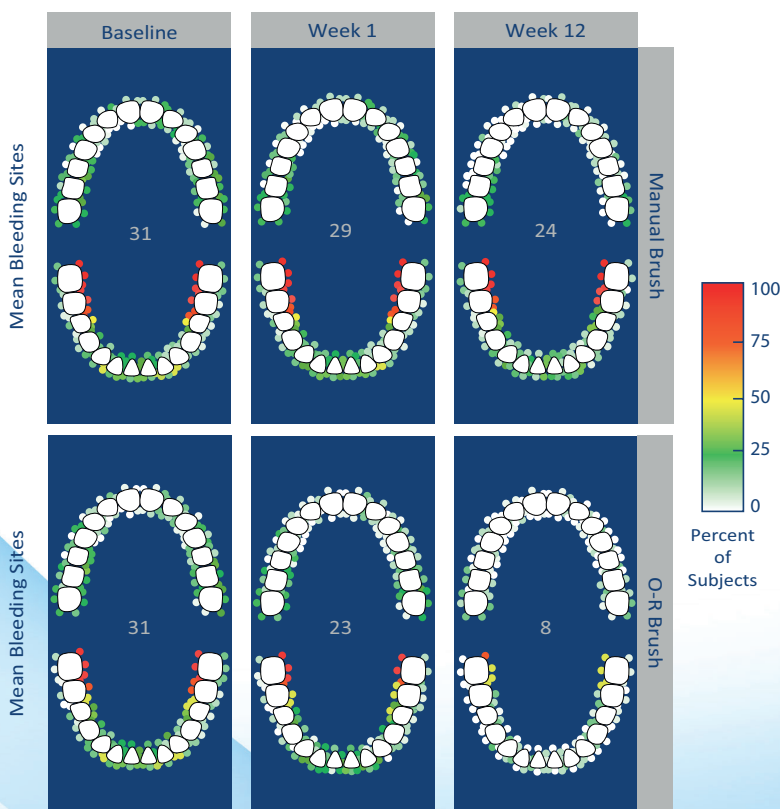 Baseline
Week 1
Week 12
Mean Bleeding Sites
31
29
24
Manual Brush
Mean Bleeding Sites
31
23
8
O-R Brush
100
75
50
25
0
Percent
of
Subjects